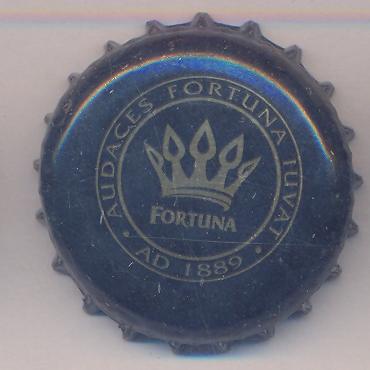 AUDACES FORTUNA IUVAT
FORTUNA
• AD 1889 •